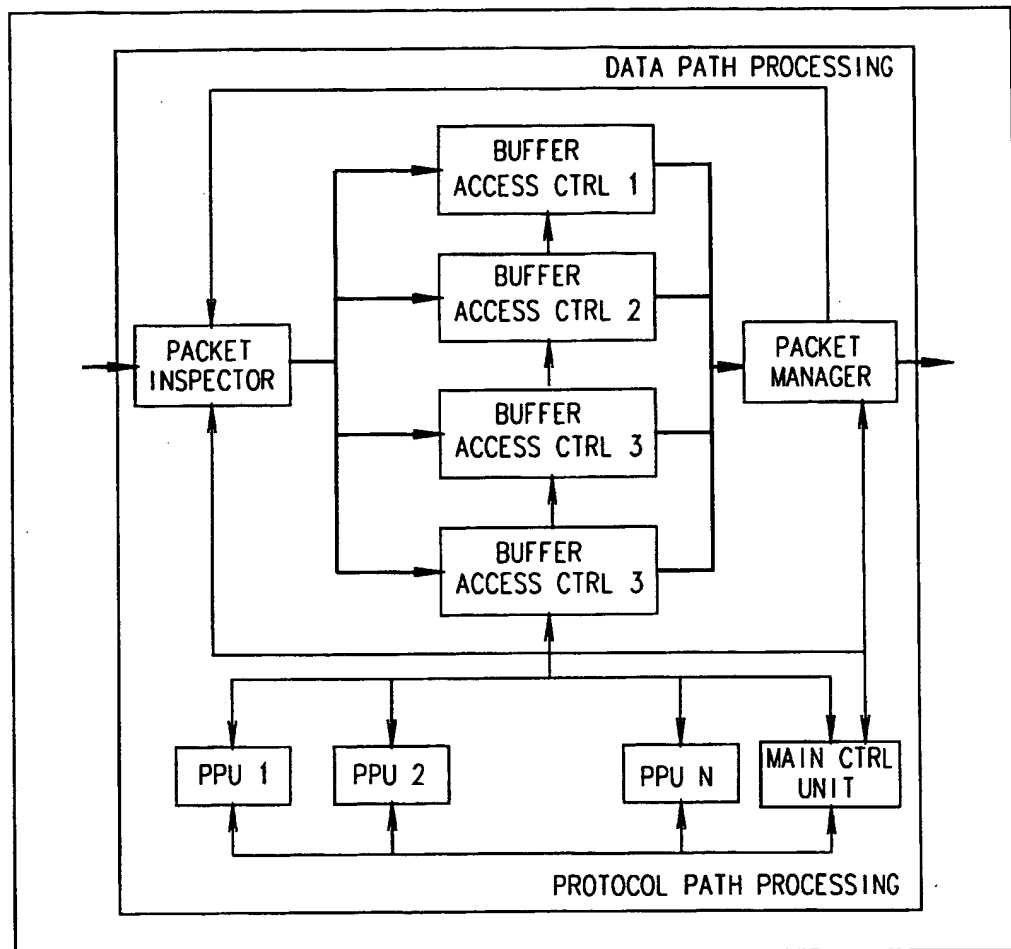 DATA PATH PROCESSING
BUFFER
ACCESS CTRL 1
BUFFER
ACCESS CTRL 2
PACKET
INSPECTOR
PACKET
MANAGER
BUFFER
ACCESS CTRL 3
BUFFER
ACCESS CTRL 3
PPU 1
PPU 2
PPU N
MAIN CTRL
UNIT
PROTOCOL PATH PROCESSING